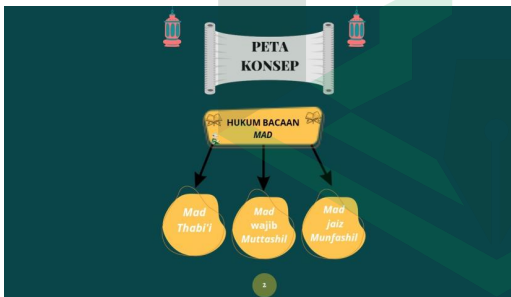 PETA
KONSEP
HUKUM BACAAN
MAD
Mad
Thabi'i
Mad
wajib
Muttashil
Mad
jaiz
Munfashil
2